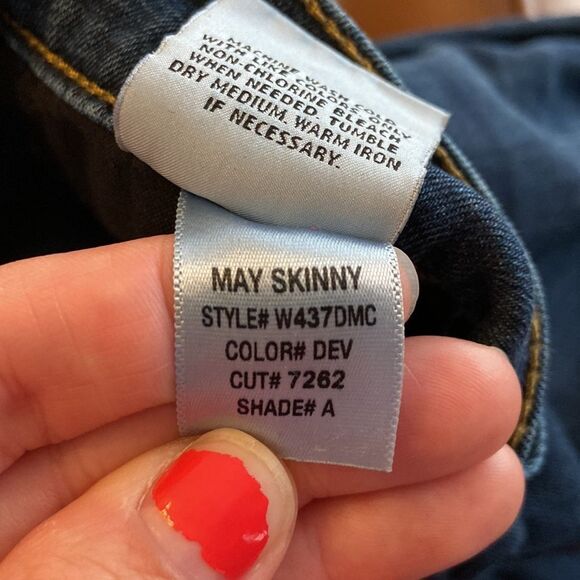 MACHINE WASH COLD
WITH LIKE COLORS. ONLY
NON-CHLORINE BLEACH
WHEN NEEDED. TUMBLE
DRY MEDIUM. WARM IRON
IF NECESSARY.
MAY SKINNY
STYLE# W437DMC
COLOR# DEV
CUT# 7262
SHADE# A